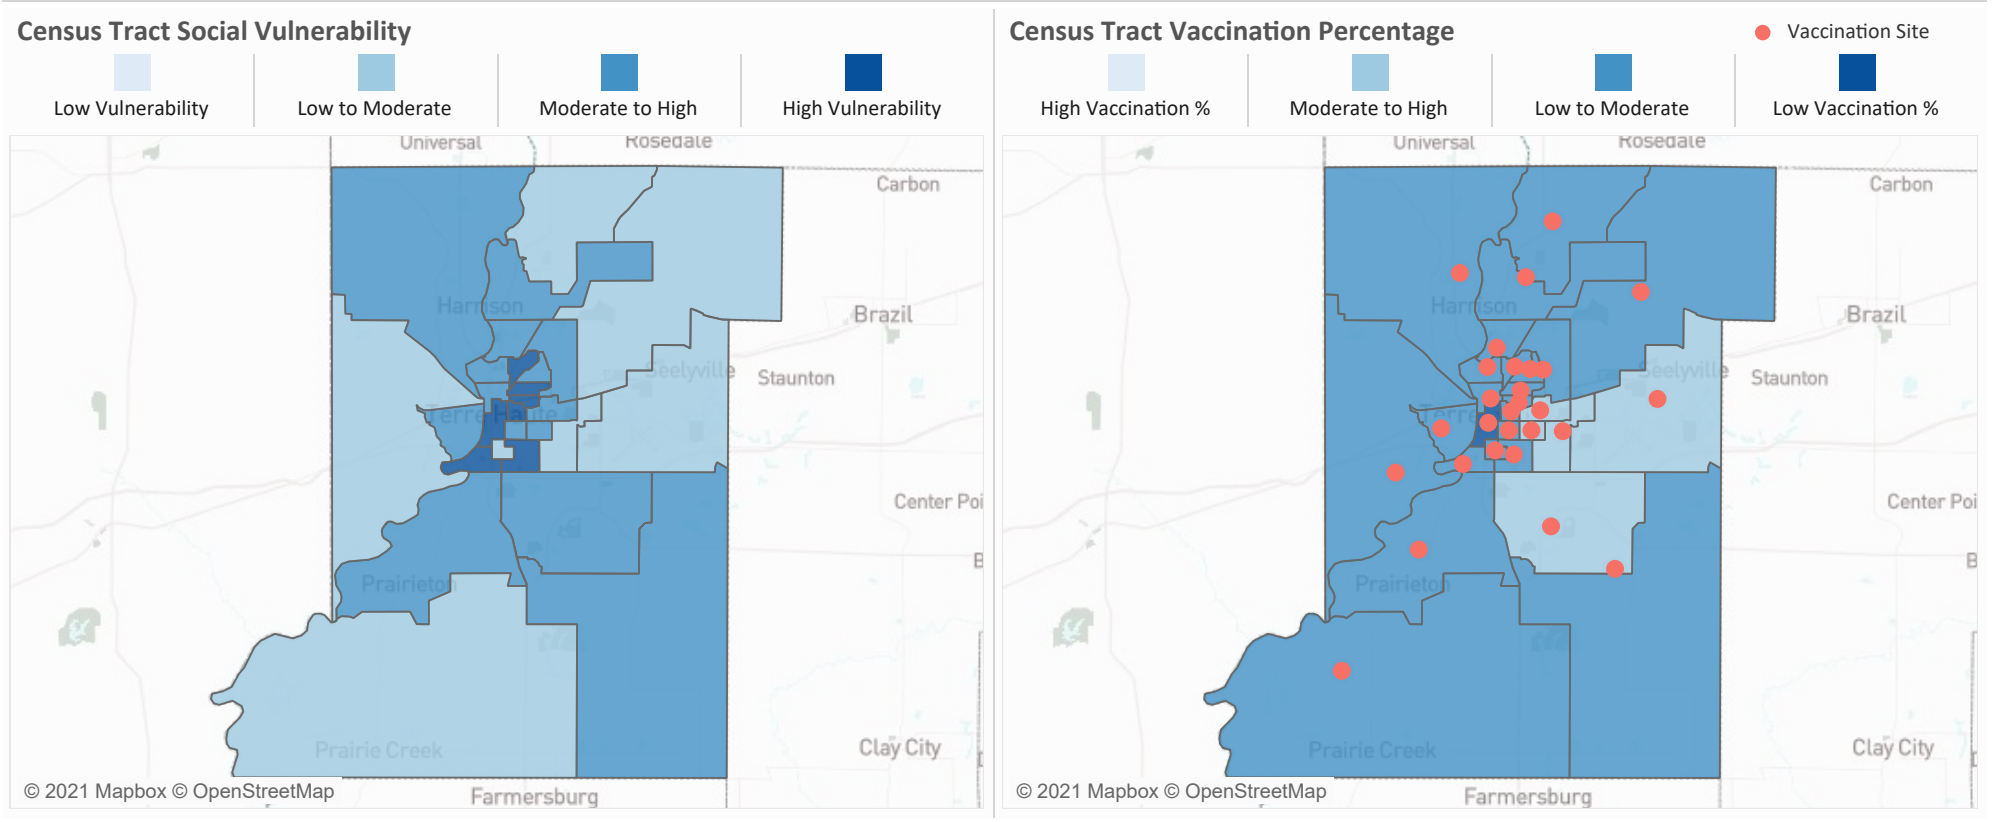 Census Tract Social Vulnerability
Low Vulnerability
Low to Moderate
Moderate to High
High Vulnerability
Universal
Rosedale
Carbon
Harrison
Brazil
Seelyville
Staunton
Terre Haute
Center Poi
Prairieton
B
Prairie Creek
Clay City
© 2021 Mapbox © OpenStreetMap
Farmersburg
Census Tract Vaccination Percentage
Vaccination Site
High Vaccination %
Moderate to High
Low to Moderate
Low Vaccination %
Universal
Rosedale
Carbon
Harrison
Brazil
Seelyville
Staunton
Terre
Center Poi
Prairieton
B
Prairie Creek
Clay City
© 2021 Mapbox © OpenStreetMap
Farmersburg